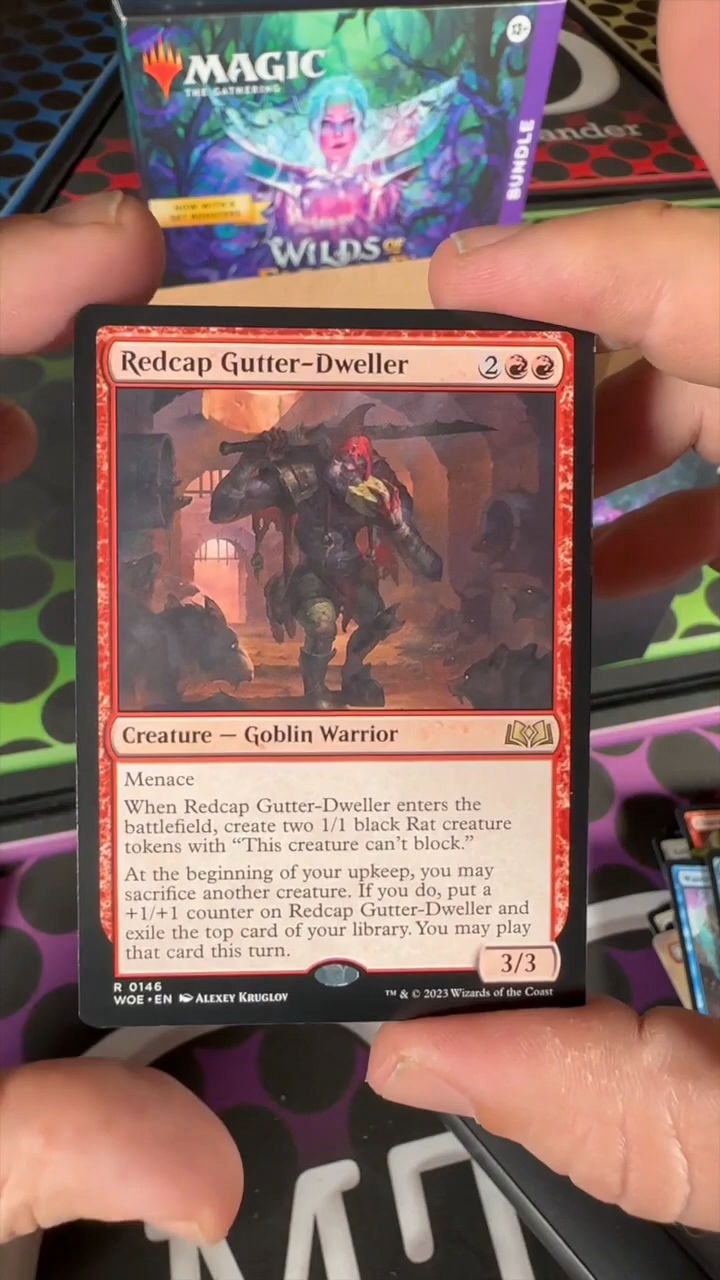 13+
MAGIC
THE GATHERING
BUNDLE
ander
WILDS OF
Redcap Gutter-Dweller 2
Creature — Goblin Warrior
Menace
When Redcap Gutter-Dweller enters the
battlefield, create two 1/1 black Rat creature
tokens with “This creature can’t block.”
At the beginning of your upkeep, you may
sacrifice another creature. If you do, put a
+1/+1 counter on Redcap Gutter-Dweller and
exile the top card of your library. You may play
that card this turn.
3/3
R 0146
WOE • EN ALEXEY KRUGLOV
™ & © 2023 Wizards of the Coast